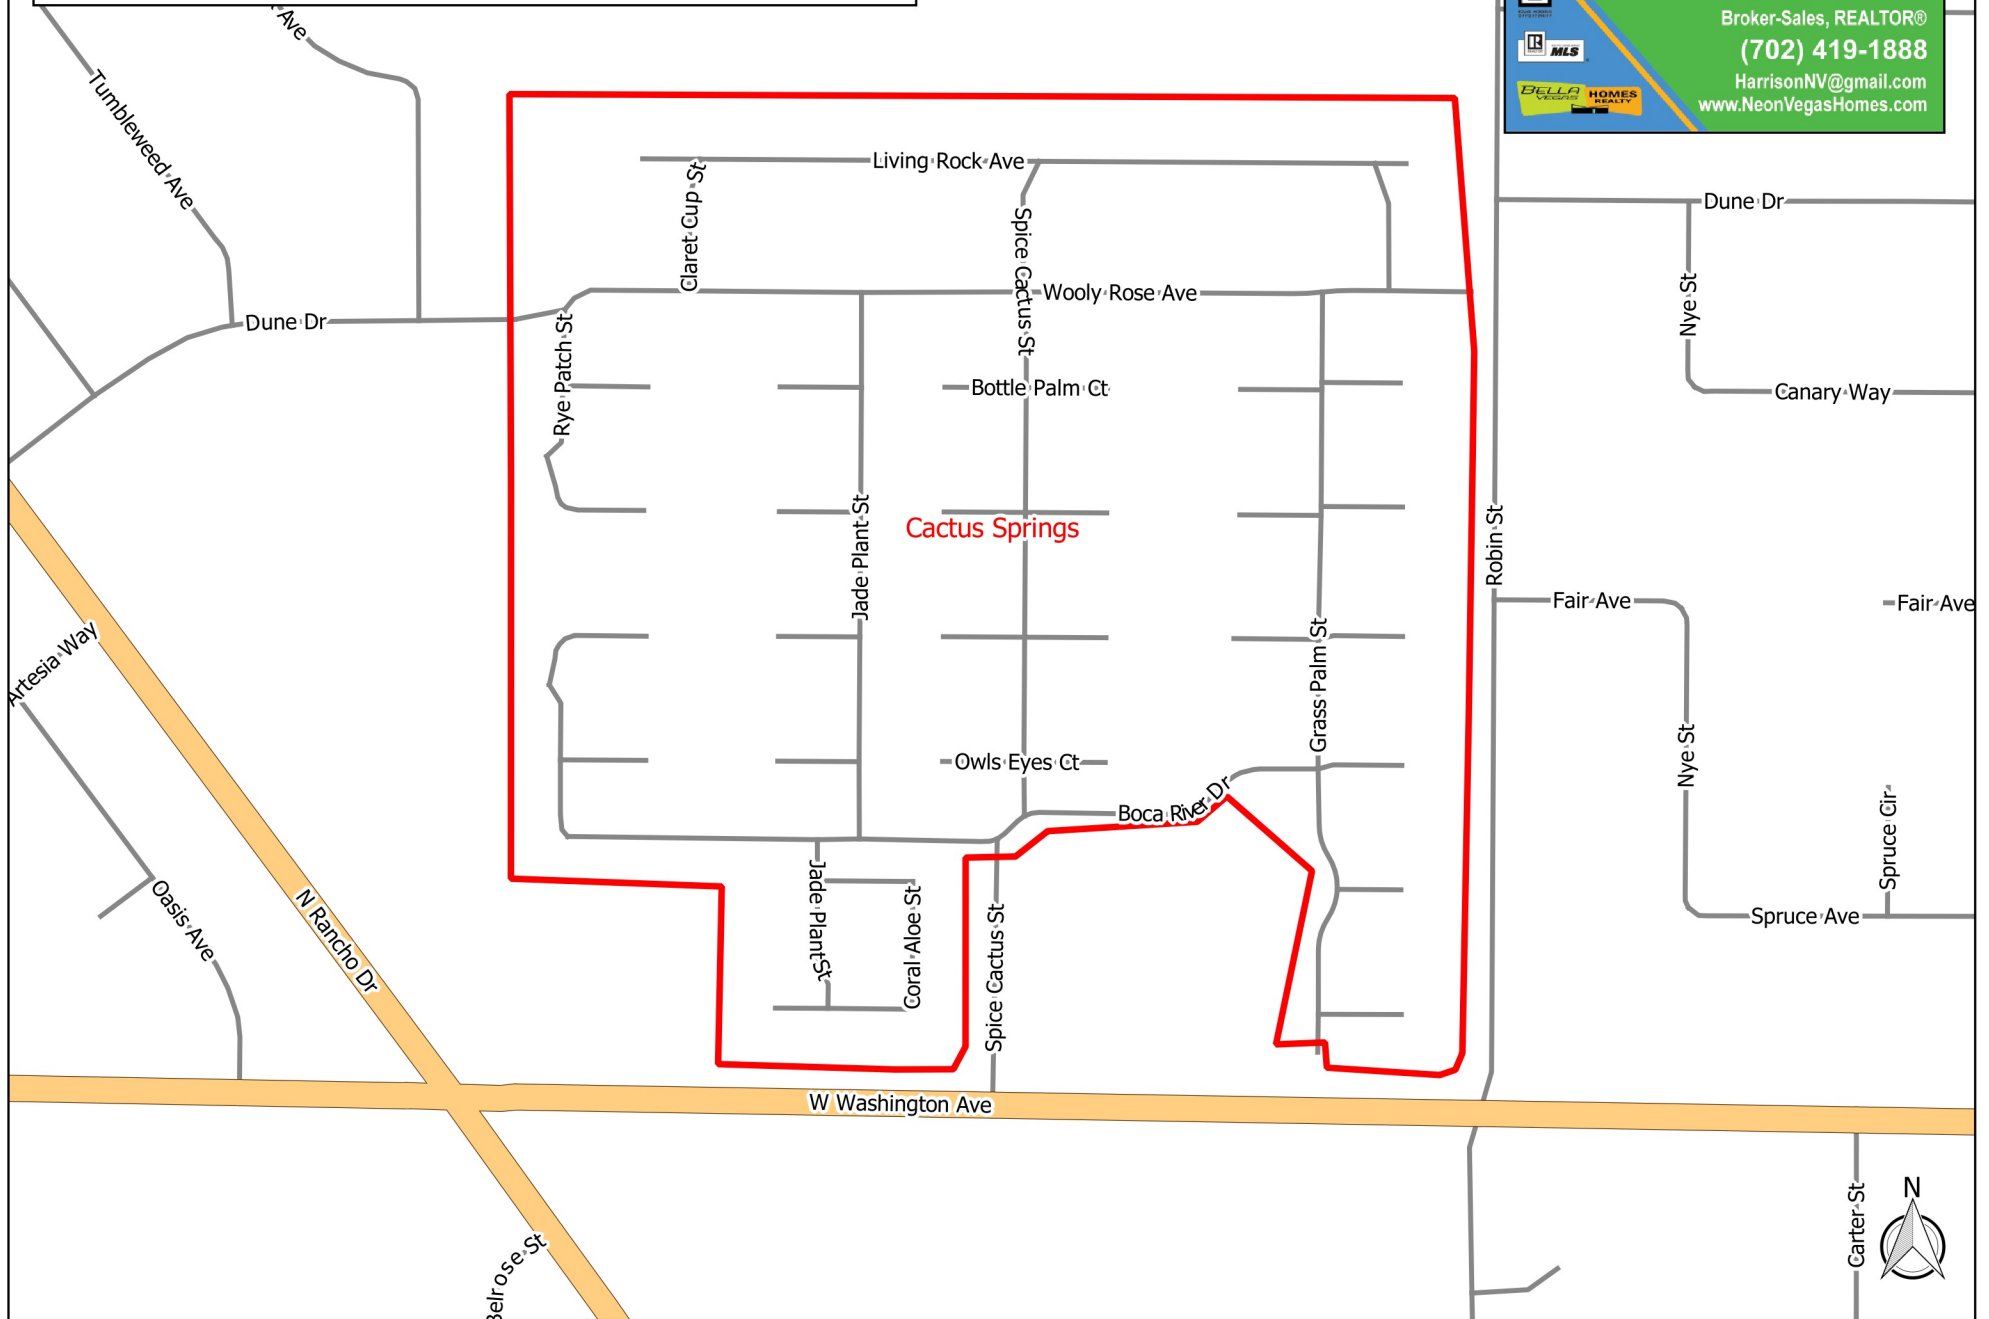 Ave
Broker-Sales, REALTOR®
(702) 419-1888
HarrisonNV@gmail.com
www.NeonVegasHomes.com
MLS
BELLA
VEGAS
HOMES
REALTY
Tumbleweed Ave
Living Rock Ave
Claret Cup St
Spice Cactus St
Wooly Rose Ave
Dune Dr
Nye St
Dune Dr
Rye Patch St
Bottle Palm Ct
Canary Way
Jade Plant St
Cactus Springs
Robin St
Fair Ave
Fair Ave
Artesia Way
Grass Palm St
Nye St
Owls Eyes Ct
Boca River Dr
Spruce Cir
Jade Plant St
Coral Aloe St
Spice Cactus St
Spruce Ave
Oasis Ave
N Rancho Dr
W Washington Ave
Carter St
N
Belrose St